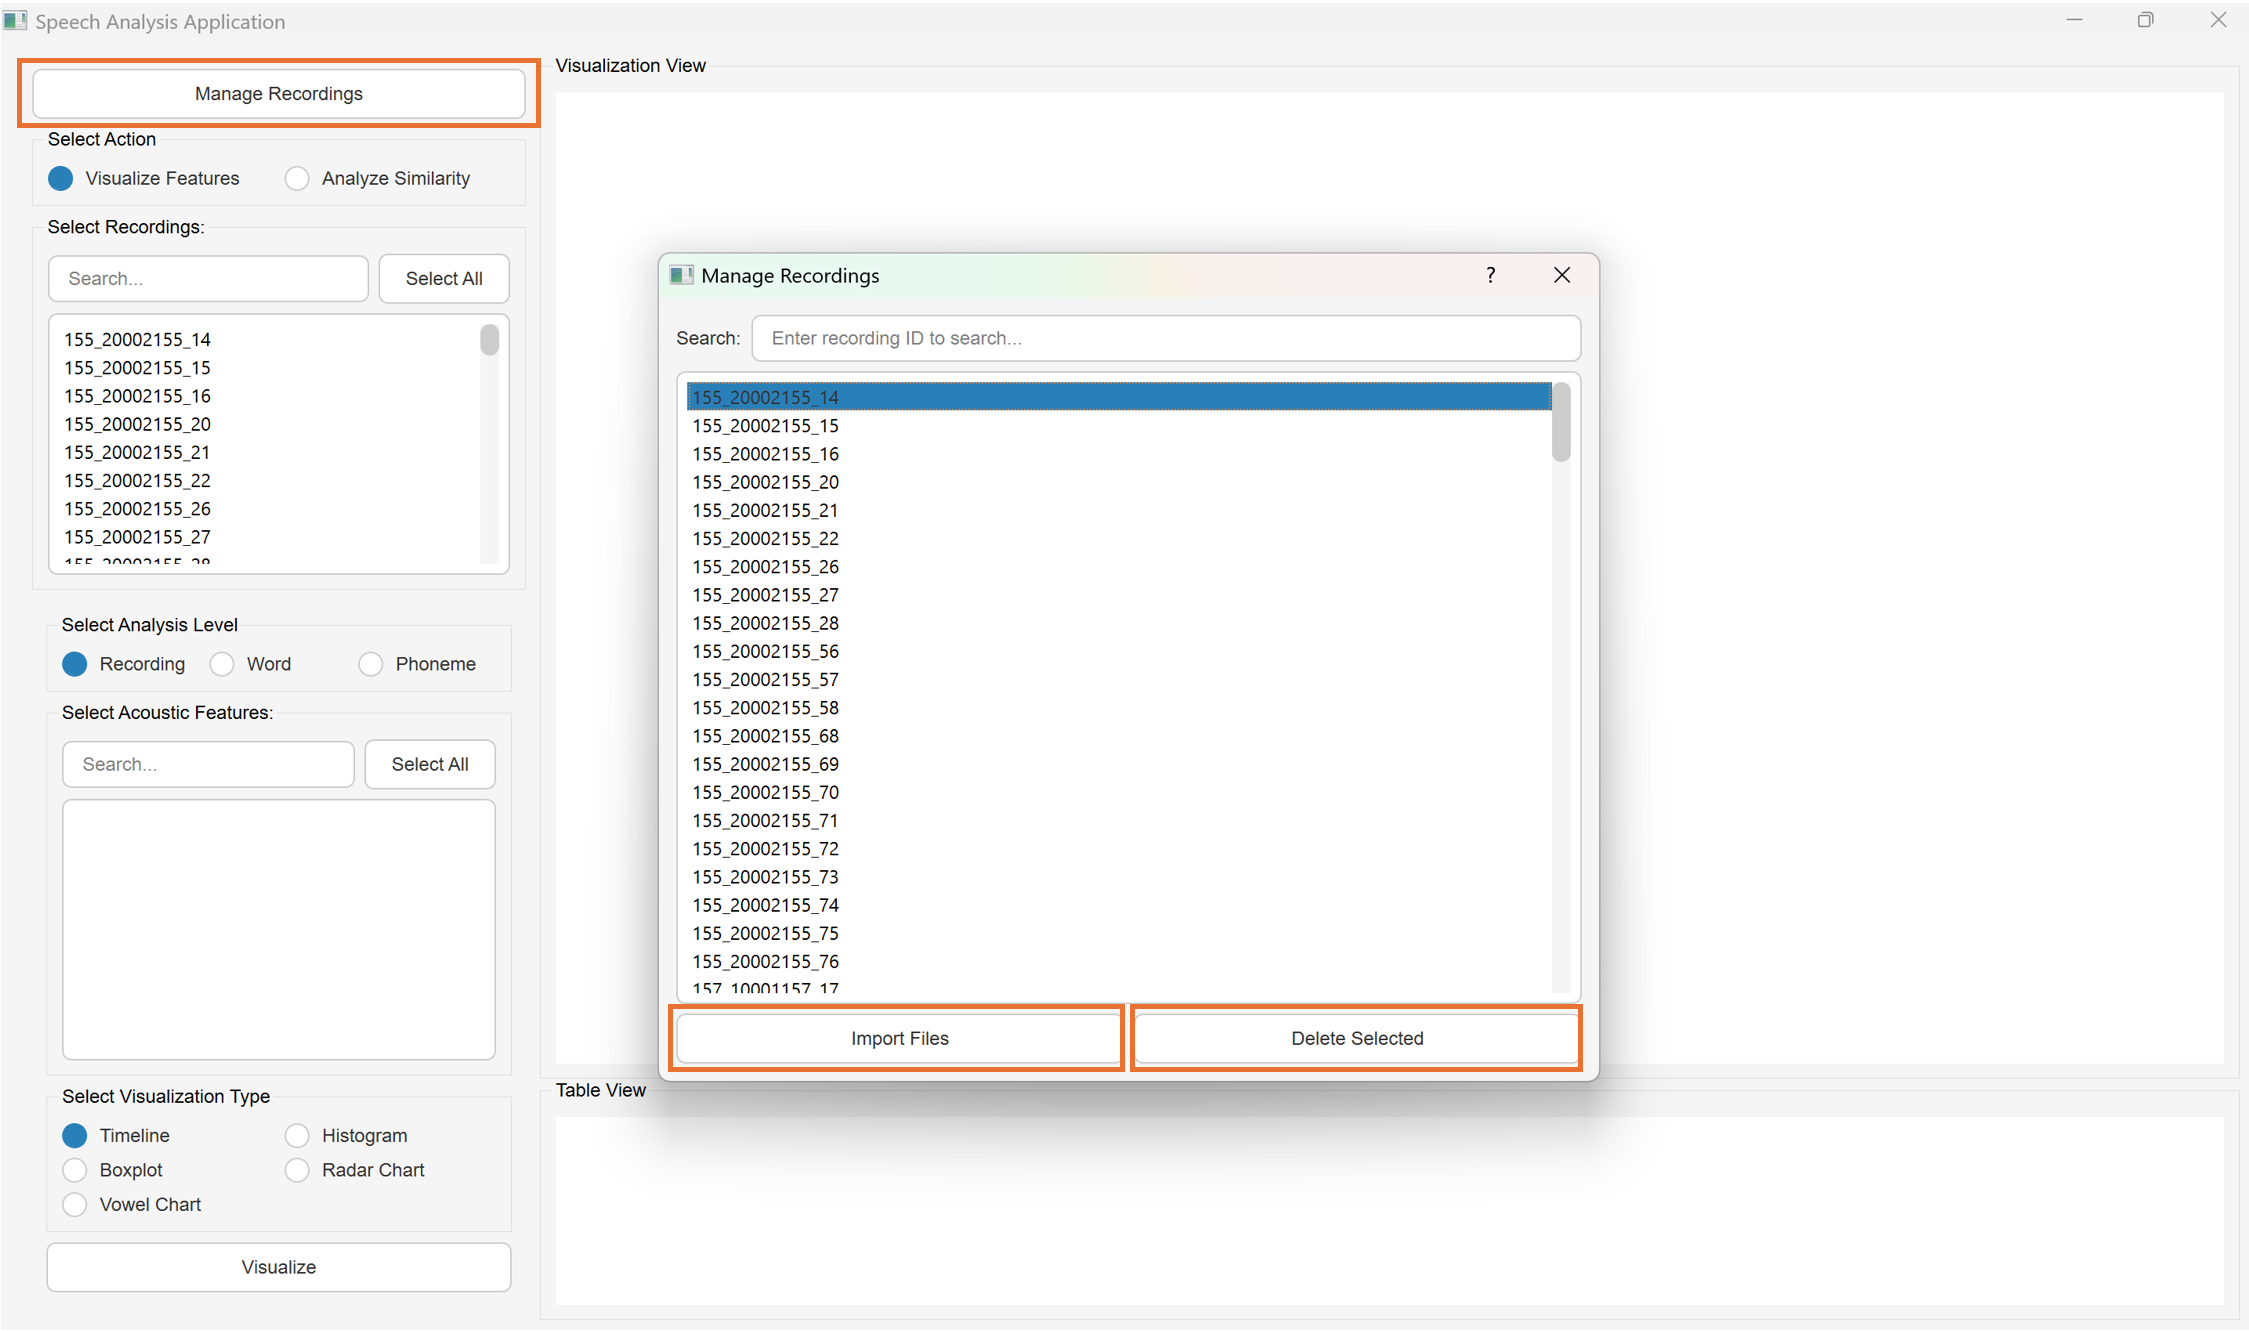 Speech Analysis Application
Manage Recordings
Select Action
Visualize Features
Analyze Similarity
Select Recordings:
Search...
Select All
155_20002155_14
155_20002155_15
155_20002155_16
155_20002155_20
155_20002155_21
155_20002155_22
155_20002155_26
155_20002155_27
155_20002155_28
Select Analysis Level
Recording
Word
Phoneme
Select Acoustic Features:
Search...
Select All
Select Visualization Type
Timeline
Histogram
Boxplot
Radar Chart
Vowel Chart
Visualize
Visualization View
Manage Recordings
?
Search:
Enter recording ID to search...
155_20002155_14
155_20002155_15
155_20002155_16
155_20002155_20
155_20002155_21
155_20002155_22
155_20002155_26
155_20002155_27
155_20002155_28
155_20002155_56
155_20002155_57
155_20002155_58
155_20002155_68
155_20002155_69
155_20002155_70
155_20002155_71
155_20002155_72
155_20002155_73
155_20002155_74
155_20002155_75
155_20002155_76
157_10001157_17
Import Files
Delete Selected
Table View